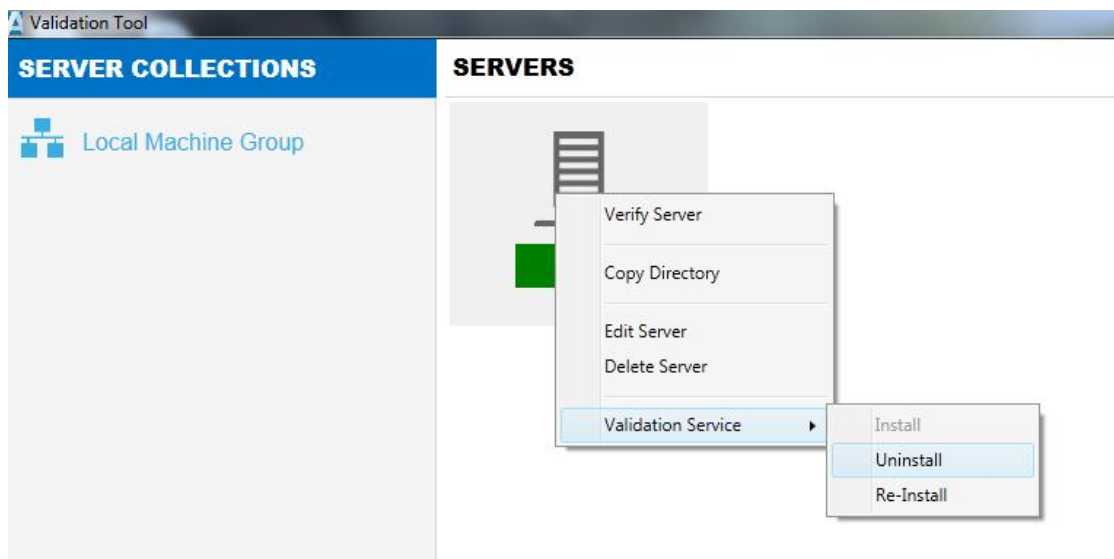 Validation Tool
SERVER COLLECTIONS
SERVERS
Local Machine Group
Verify Server
Copy Directory
Edit Server
Delete Server
Validation Service
Install
Uninstall
Re-Install